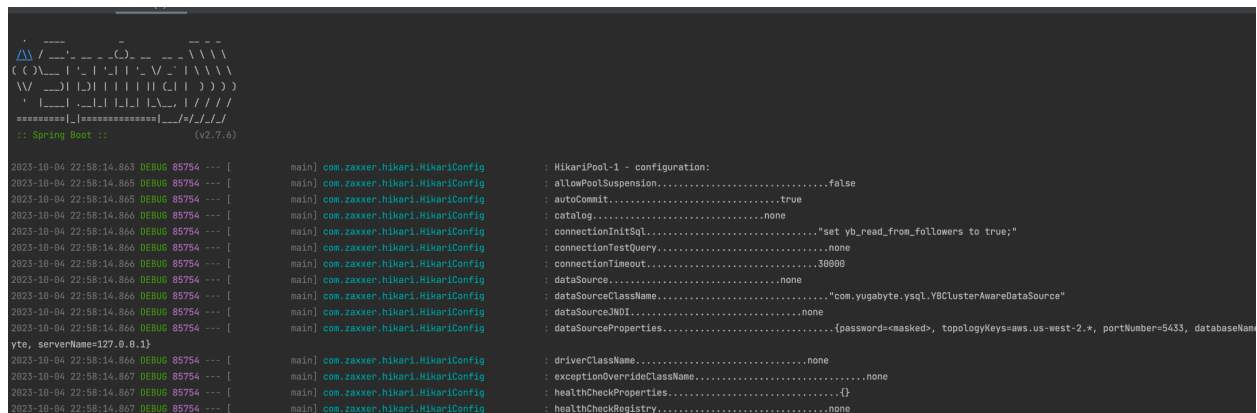 .   ____          _            __ _ _
 /\\ / ___'_ __ _ _(_)_ __  __ _ \ \ \ \
( ( )\___ | '_ | '_| | '_ \/ _` | \ \ \ \
 \\/  ___)| |_)| | | | | || (_| |  ) ) ) )
  '  |____| .__|_| |_|_| |_\__, | / / / /
 =========|_|==============|___/=/_/_/_/
 :: Spring Boot ::                (v2.7.6)
2023-10-04 22:58:14.863 DEBUG 85754 --- [           main] com.zaxxer.hikari.HikariConfig           : HikariPool-1 - configuration:
2023-10-04 22:58:14.865 DEBUG 85754 --- [           main] com.zaxxer.hikari.HikariConfig           : allowPoolSuspension................................false
2023-10-04 22:58:14.865 DEBUG 85754 --- [           main] com.zaxxer.hikari.HikariConfig           : autoCommit................................true
2023-10-04 22:58:14.866 DEBUG 85754 --- [           main] com.zaxxer.hikari.HikariConfig           : catalog................................none
2023-10-04 22:58:14.866 DEBUG 85754 --- [           main] com.zaxxer.hikari.HikariConfig           : connectionInitSql................................"set yb_read_from_followers to true;"
2023-10-04 22:58:14.866 DEBUG 85754 --- [           main] com.zaxxer.hikari.HikariConfig           : connectionTestQuery................................none
2023-10-04 22:58:14.866 DEBUG 85754 --- [           main] com.zaxxer.hikari.HikariConfig           : connectionTimeout................................30000
2023-10-04 22:58:14.866 DEBUG 85754 --- [           main] com.zaxxer.hikari.HikariConfig           : dataSource................................none
2023-10-04 22:58:14.866 DEBUG 85754 --- [           main] com.zaxxer.hikari.HikariConfig           : dataSourceClassName................................"com.yugabyte.ysql.YBClusterAwareDataSource"
2023-10-04 22:58:14.866 DEBUG 85754 --- [           main] com.zaxxer.hikari.HikariConfig           : dataSourceJNDI................................none
2023-10-04 22:58:14.866 DEBUG 85754 --- [           main] com.zaxxer.hikari.HikariConfig           : dataSourceProperties................................{password=<masked>, topologyKeys=aws.us-west-2.*, portNumber=5433, databaseName
yte, serverName=127.0.0.1}
2023-10-04 22:58:14.866 DEBUG 85754 --- [           main] com.zaxxer.hikari.HikariConfig           : driverClassName................................none
2023-10-04 22:58:14.867 DEBUG 85754 --- [           main] com.zaxxer.hikari.HikariConfig           : exceptionOverrideClassName................................none
2023-10-04 22:58:14.867 DEBUG 85754 --- [           main] com.zaxxer.hikari.HikariConfig           : healthCheckProperties................................{}
2023-10-04 22:58:14.867 DEBUG 85754 --- [           main] com.zaxxer.hikari.HikariConfig           : healthCheckRegistry................................none